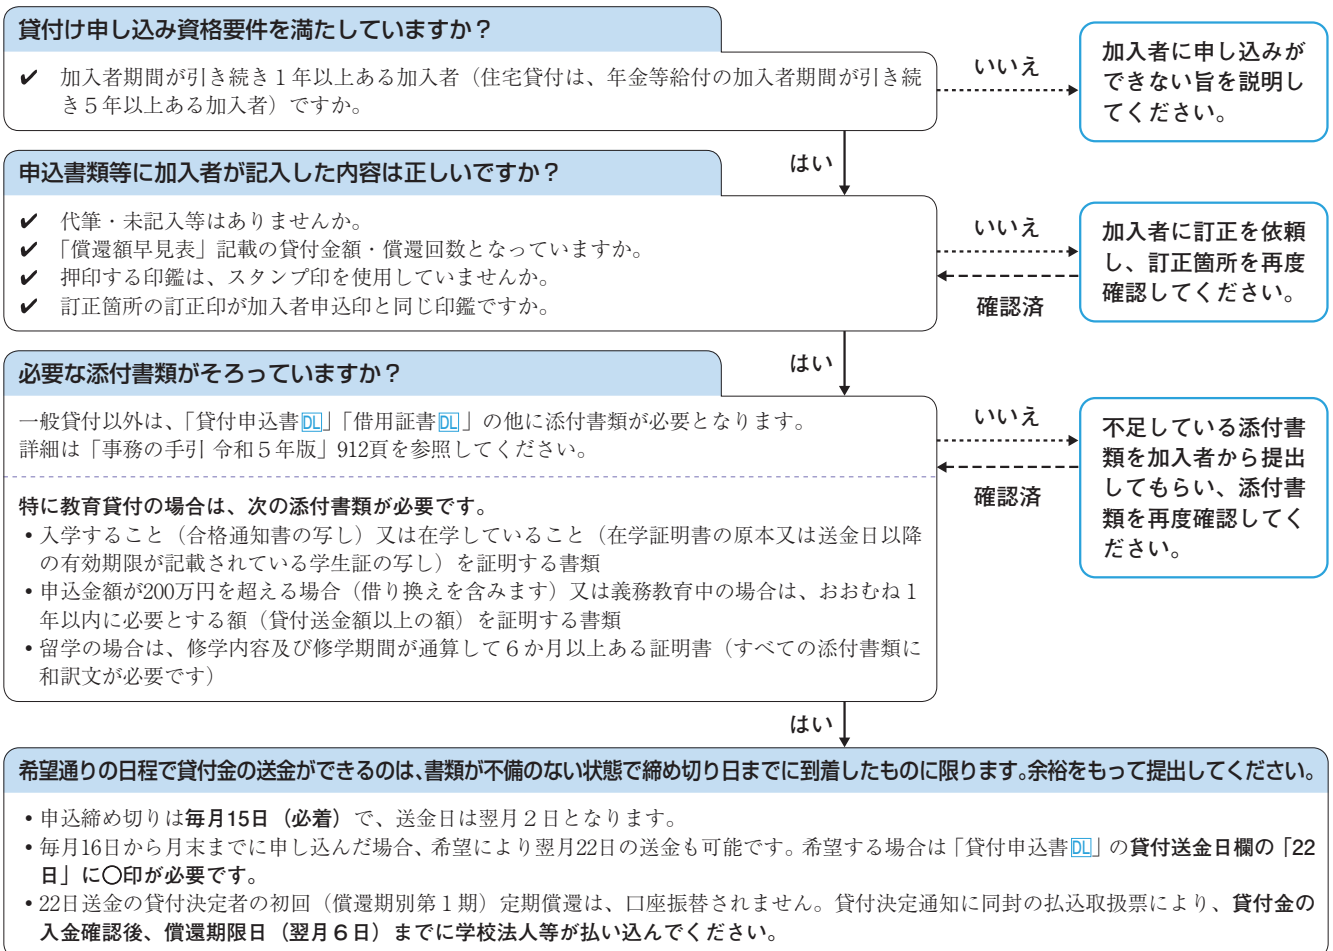 貸付け申し込み資格要件を満たしていますか？
✔ 加入者期間が引き続き１年以上ある加入者（住宅貸付は、年金等給付の加入者期間が引き続
き５年以上ある加入者）ですか。
いいえ
加入者に申し込みが
できない旨を説明し
てください。
はい
申込書類等に加入者が記入した内容は正しいですか？
✔ 代筆・未記入等はありませんか。
✔ 「償還額早見表」記載の貸付金額・償還回数となっていますか。
✔ 押印する印鑑は、スタンプ印を使用していませんか。
✔ 訂正箇所の訂正印が加入者申込印と同じ印鑑ですか。
いいえ
確認済
加入者に訂正を依頼
し、訂正箇所を再度
確認してください。
はい
必要な添付書類がそろっていますか？
一般貸付以外は、「貸付申込書DL」「借用証書DL」の他に添付書類が必要となります。
詳細は「事務の手引 令和５年版」912頁を参照してください。
特に教育貸付の場合は、次の添付書類が必要です。
•入学すること（合格通知書の写し）又は在学していること（在学証明書の原本又は送金日以降
の有効期限が記載されている学生証の写し）を証明する書類
•申込金額が200万円を超える場合（借り換えを含みます）又は義務教育中の場合は、おおむね１
年以内に必要とする額（貸付送金額以上の額）を証明する書類
•留学の場合は、修学内容及び修学期間が通算して６か月以上ある証明書（すべての添付書類に
和訳文が必要です）
いいえ
確認済
不足している添付書
類を加入者から提出
してもらい、添付書
類を再度確認してく
ださい。
はい
希望通りの日程で貸付金の送金ができるのは、書類が不備のない状態で締め切り日までに到着したものに限ります。余裕をもって提出してください。
•申込締め切りは毎月15日（必着）で、送金日は翌月２日となります。
•毎月16日から月末までに申し込んだ場合、希望により翌月22日の送金も可能です。希望する場合は「貸付申込書DL」の貸付送金日欄の「22
日」に〇印が必要です。
•22日送金の貸付決定者の初回（償還期別第１期）定期償還は、口座振替されません。貸付決定通知に同封の払込取扱票により、貸付金の
入金確認後、償還期限日（翌月６日）までに学校法人等が払い込んでください。